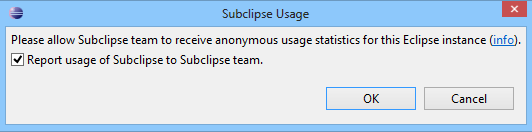 Subclipse Usage
Please allow Subclipse team to receive anonymous usage statistics for this Eclipse instance (info).
Report usage of Subclipse to Subclipse team.
OK Cancel